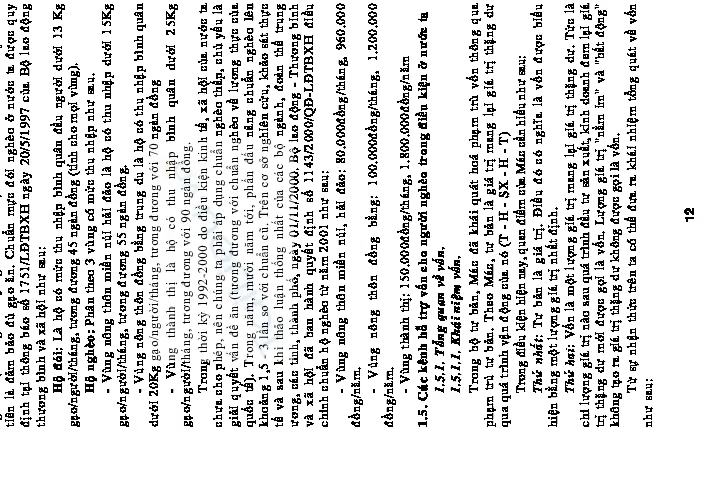 tiền là đảm bảo đủ gạo ăn. Chuẩn mực đói nghèo ở nước ta được quy
định tại thông báo số 1751/LĐTBXH ngày 20/5/1997 của Bộ lao động
thương binh và xã hội như sau:
Hộ đói: Là hộ có mức thu nhập bình quân đầu người dưới 13 Kg
gạo/người/tháng, tương đương 45 ngàn đồng (tính cho mọi vùng).
Hộ nghèo: Phân theo 3 vùng có mức thu nhập như sau.
- Vùng nông thôn miền núi hải đảo là hộ có thu nhập dưới 15Kg
gạo/người/tháng, tương đương 55 ngàn đồng.
- Vùng nông thôn đồng bằng trung du là hộ có thu nhập bình quân
dưới 20Kg gạo/người/tháng, tương đương với 70 ngàn đồng
- Vùng thành thị là hộ có thu nhập bình quân dưới 25Kg
gạo/người/tháng, tương đương với 90 ngàn đồng.
Trong thời kỳ 1992-2000 do điều kiện kinh tế, xã hội của nước ta
chưa cho phép, nên chúng ta phải áp dụng chuẩn nghèo thấp, chủ yếu là
giải quyết vấn đề ăn (tương đương với chuẩn nghèo về lương thực của
quốc tế). Trong năm, mười năm tới, phấn đấu nâng chuẩn nghèo lên
khoảng 1,5 - 3 lần so với chuẩn cũ. Trên cơ sở nghiên cứu, khảo sát thực
tế và sau khi thảo luận thống nhất của các bộ ngành, đoàn thể trung
ương, các tỉnh, thành phố, ngày 01/11/2000. Bộ lao động - Thương binh
và xã hội đã ban hành quyết định số 1143/2000/QĐ-LĐTBXH điều
chỉnh chuẩn hộ nghèo từ năm 2001 như sau:
- Vùng nông thôn miền núi, hải đảo: 80.000đồng/tháng, 960.000
đồng/năm.
- Vùng nông thôn đồng bằng: 100.000đồng/tháng, 1.200.000
đồng/năm.
- Vùng thành thị: 150.000đồng/tháng, 1.800.000đồng/năm
1.5. Các kênh hỗ trợ vốn cho người nghèo trong điều kiện ở nước ta
1.5.1. Tổng quan về vốn.
1.5.1.1. Khái niệm vốn.
Trong bộ tư bản, Mác đã khái quát hoá phạm trù vốn thông qua
phạm trù tư bản. Theo Mác, tư bản là giá trị mang lại giá trị thặng dư
qua quá trình vận động của nó (T - H - SX - H - T)
Trong điều kiện hiện nay, quan điểm của Mác cần hiểu như sau:
Thứ nhất: Tư bản là giá trị. Điều đó có nghĩa là vốn được biểu
hiện bằng một lượng giá trị nhất định.
Thứ hai: Vốn là một lượng giá trị mang lại giá trị thặng dư. Tức là
chỉ lượng giá trị nào sau quá trình đầu tư sản xuất, kinh doanh đem lại giá
trị thặng dư mới được gọi là vốn. Lượng giá trị "nằm im" và "bất động"
không tạo ra giá trị thặng dư không được gọi là vốn.
Từ sự nhận thức trên ta có thể đưa ra khái niệm tổng quát về vốn
như sau:
12